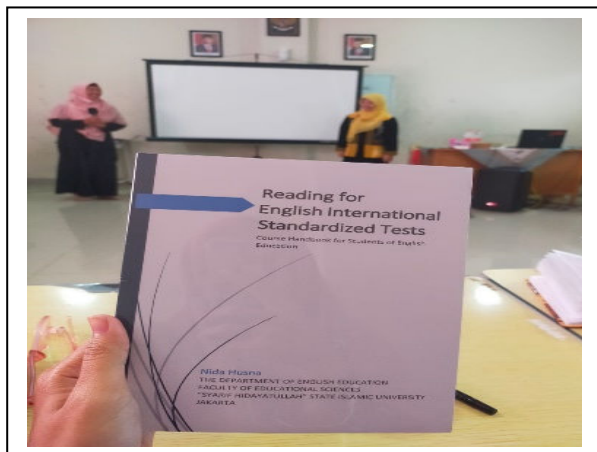 Reading for
English International
Standardized Tests
Course Handbook for Students of English
Education
Nida Husna
THE DEPARTMENT OF ENGLISH EDUCATION
FACULTY OF EDUCATIONAL SCIENCES
"SYARIF HIDAYATULLAH" STATE ISLAMIC UNIVERSITY
JAKARTA